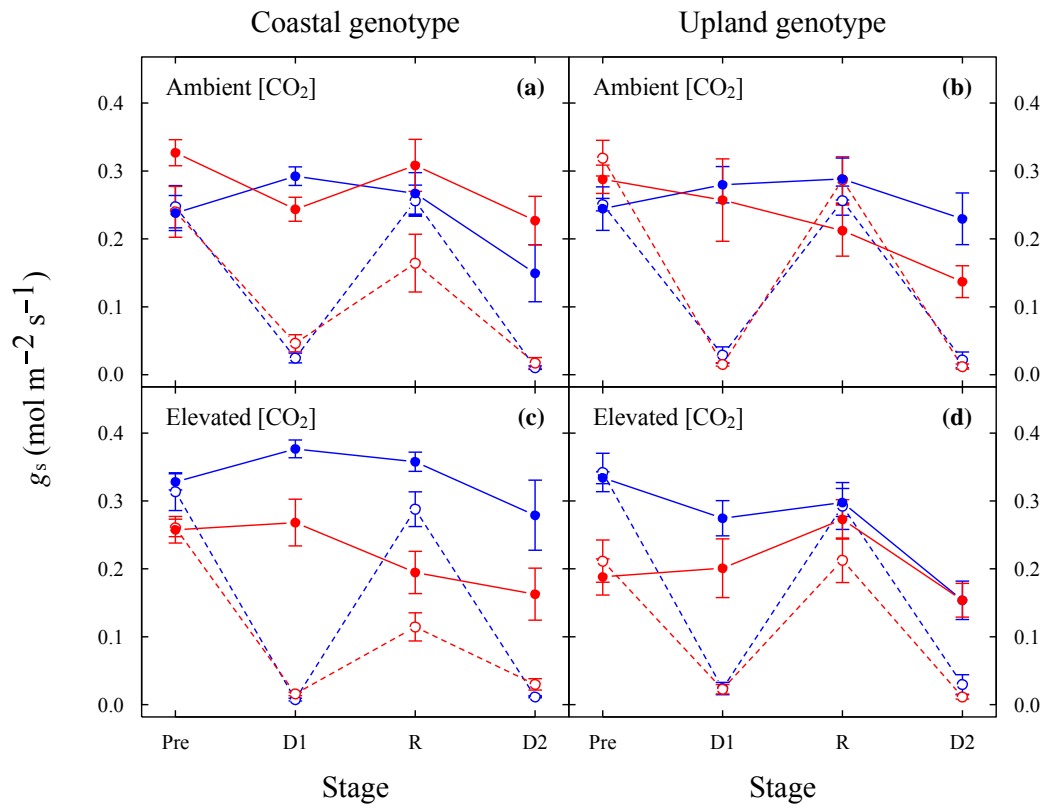 Coastal genotype Upland genotype
Ambient [CO₂] (a) Ambient [CO₂] (b)
0.4 0.4
0.3 0.3
0.2 0.2
0.1 0.1
0.0 0.0
Elevated [CO₂] (c) Elevated [CO₂] (d)
0.4 0.4
0.3 0.3
0.2 0.2
0.1 0.1
0.0 0.0
gs (mol m⁻² s⁻¹)
Pre D1 R D2 Pre D1 R D2
Stage Stage